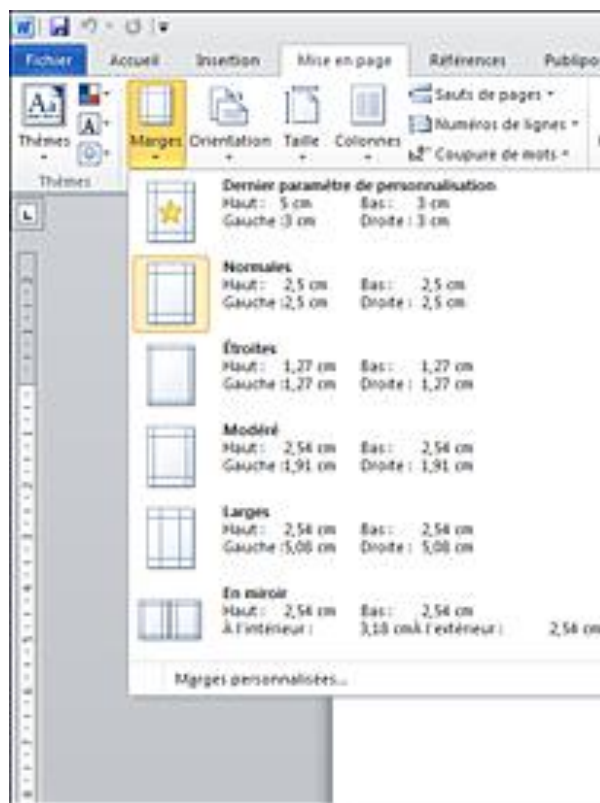 Fichier Accueil Insertion Mise en page Références Publipo
Sauts de pages
Numéros de lignes
Coupure de mots
Thèmes Marges Orientation Taille Colonnes
Thèmes
Dernier paramètre de personnalisation
Haut : 5 cm Bas : 3 cm
Gauche :3 cm Droite : 3 cm
Normales
Haut : 2,5 cm Bas : 2,5 cm
Gauche :2,5 cm Droite : 2,5 cm
Étroites
Haut : 1,27 cm Bas : 1,27 cm
Gauche :1,27 cm Droite : 1,27 cm
Modéré
Haut : 2,54 cm Bas : 2,54 cm
Gauche :1,91 cm Droite : 1,91 cm
Larges
Haut : 2,54 cm Bas : 2,54 cm
Gauche :5,08 cm Droite : 5,08 cm
En miroir
Haut : 2,54 cm Bas : 2,54 cm
À l'intérieur : 3,18 cmÀ l'extérieur : 2,54 cm
Marges personnalisées...